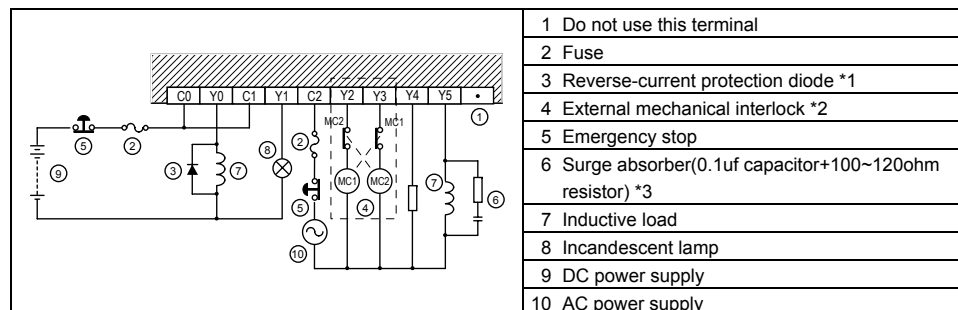 C0 Y0 C1 Y1 C2 Y2 Y3 Y4 Y5 •
①
MC2 MC1
⑤ ② ② ⑧
⑨ ③ ⑦ MC1 MC2 ⑦ ⑥
⑤ ④
⑩
1 Do not use this terminal
2 Fuse
3 Reverse-current protection diode *1
4 External mechanical interlock *2
5 Emergency stop
6 Surge absorber(0.1uf capacitor+100~120ohm
resistor) *3
7 Inductive load
8 Incandescent lamp
9 DC power supply
10 AC power supply